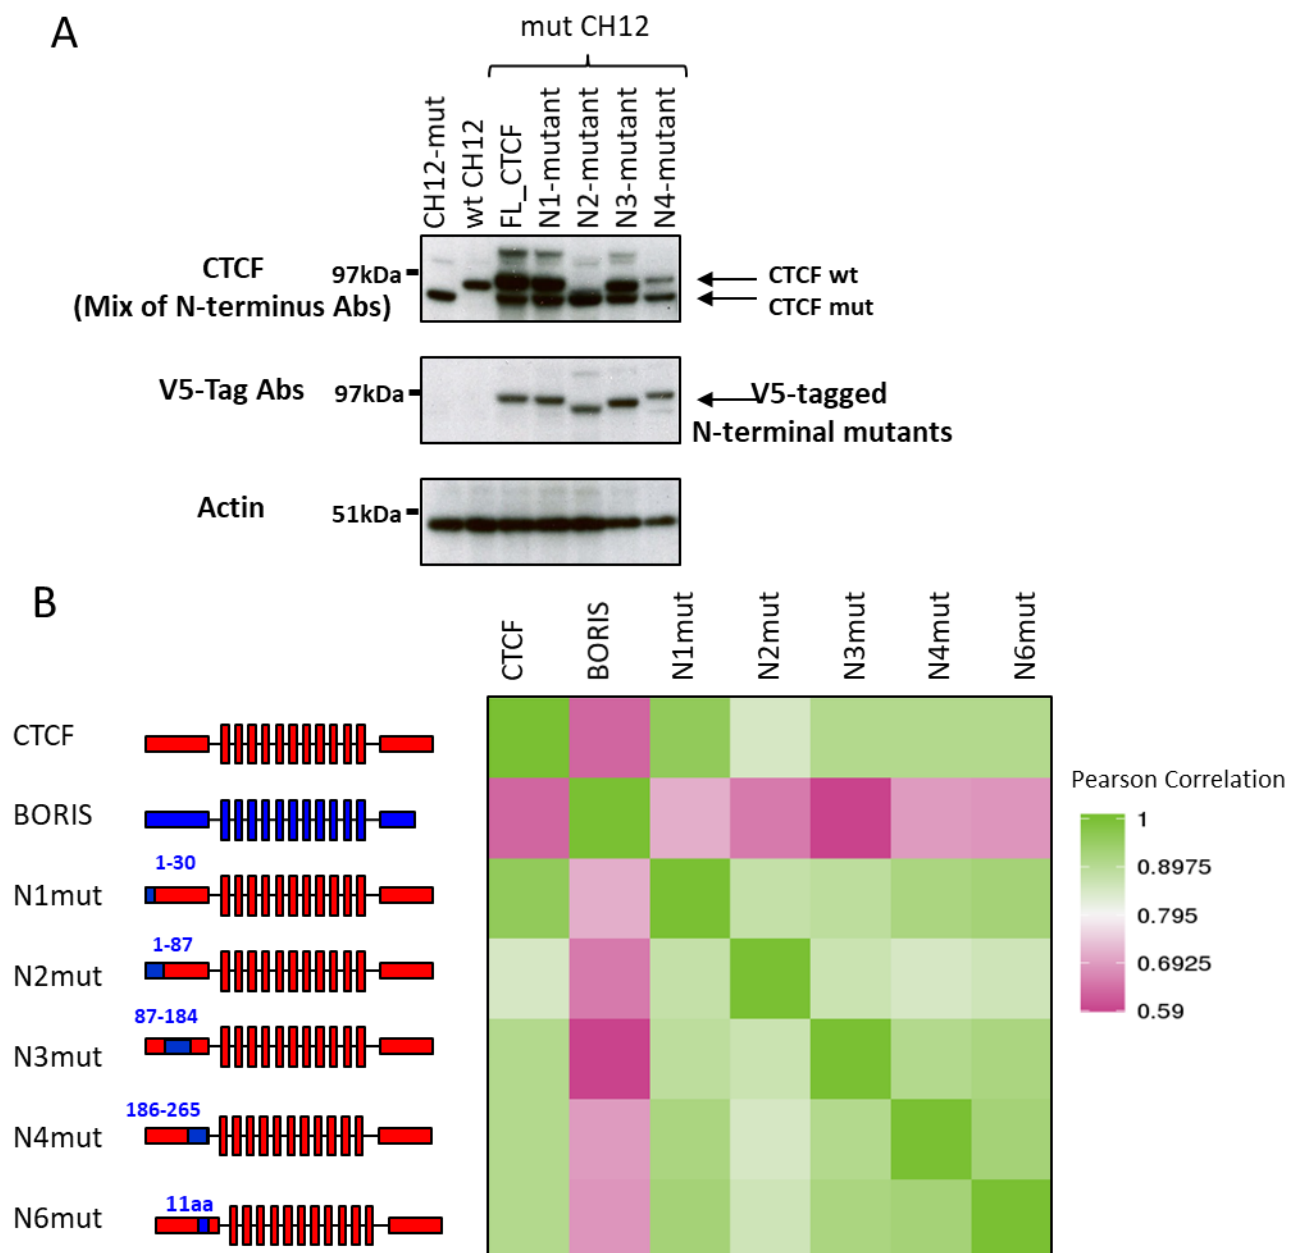 A
mut CH12
CH12-mut
wt CH12
FL_CTCF
N1-mutant
N2-mutant
N3-mutant
N4-mutant
CTCF
(Mix of N-terminus Abs)
97kDa
CTCF wt
CTCF mut
V5-Tag Abs
97kDa
V5-tagged
N-terminal mutants
Actin
51kDa
B
CTCF
BORIS
N1mut
N2mut
N3mut
N4mut
N6mut
CTCF
BORIS
1-30
N1mut
1-87
N2mut
87-184
N3mut
186-265
N4mut
11aa
N6mut
Pearson Correlation
1
0.8975
0.795
0.6925
0.59